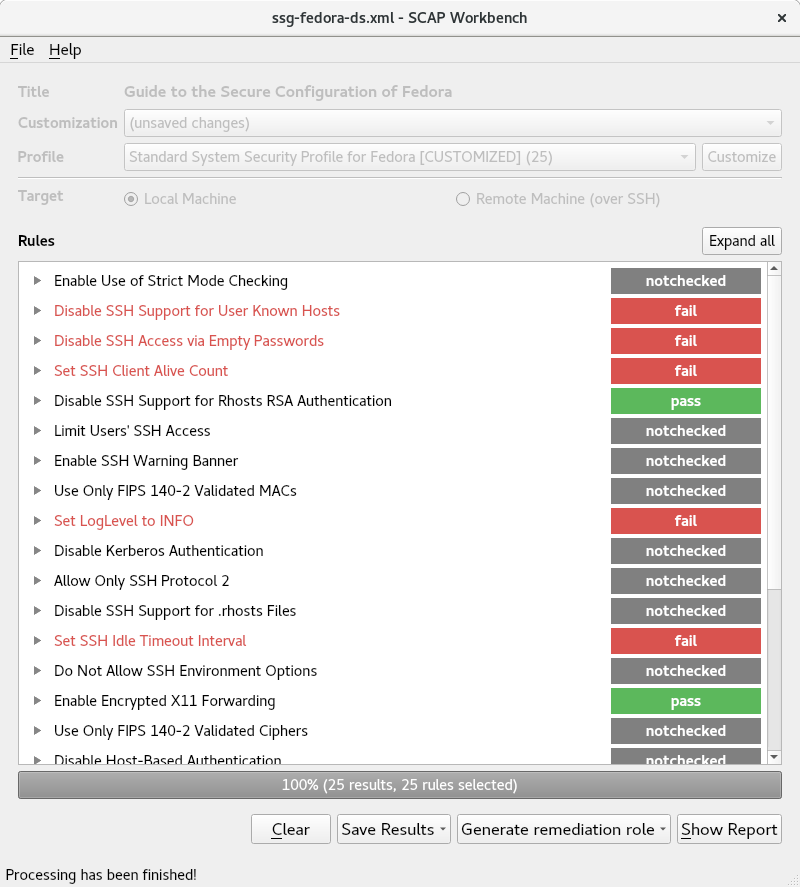 ssg-fedora-ds.xml - SCAP Workbench
File Help
Title Guide to the Secure Configuration of Fedora
Customization (unsaved changes)
Profile Standard System Security Profile for Fedora [CUSTOMIZED] (25) Customize
Target Local Machine Remote Machine (over SSH)
Rules Expand all
Enable Use of Strict Mode Checking notchecked
Disable SSH Support for User Known Hosts fail
Disable SSH Access via Empty Passwords fail
Set SSH Client Alive Count fail
Disable SSH Support for Rhosts RSA Authentication pass
Limit Users' SSH Access notchecked
Enable SSH Warning Banner notchecked
Use Only FIPS 140-2 Validated MACs notchecked
Set LogLevel to INFO fail
Disable Kerberos Authentication notchecked
Allow Only SSH Protocol 2 notchecked
Disable SSH Support for .rhosts Files notchecked
Set SSH Idle Timeout Interval fail
Do Not Allow SSH Environment Options notchecked
Enable Encrypted X11 Forwarding pass
Use Only FIPS 140-2 Validated Ciphers notchecked
Disable Host-Based Authentication notchecked
100% (25 results, 25 rules selected)
Clear Save Results Generate remediation role Show Report
Processing has been finished!